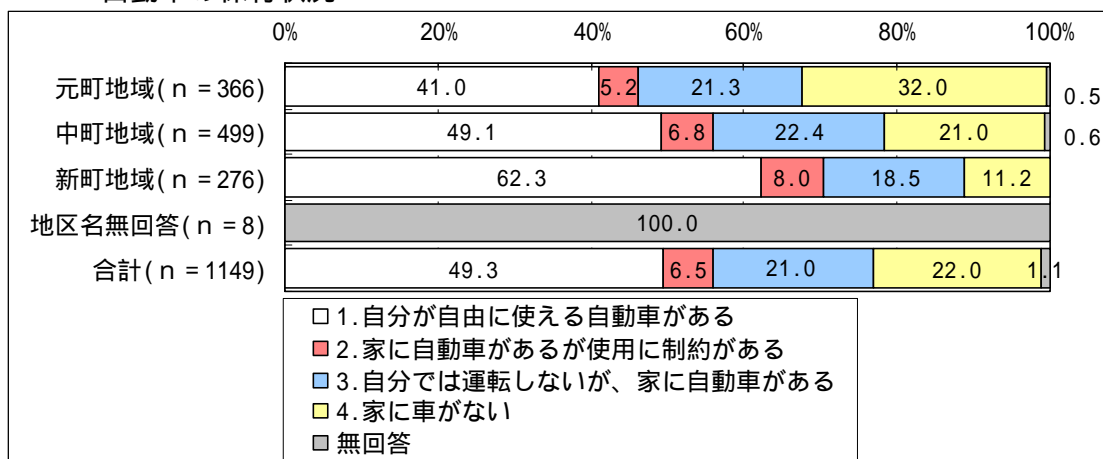 0% 20% 40% 60% 80% 100%
元町地域(n=366) 41.0 5.2 21.3 32.0 0.5
中町地域(n=499) 49.1 6.8 22.4 21.0 0.6
新町地域(n=276) 62.3 8.0 18.5 11.2
地区名無回答(n=8) 100.0
合計(n=1149) 49.3 6.5 21.0 22.0 1.1
1.自分が自由に使える自動車がある
2.家に自動車があるが使用に制約がある
3.自分では運転しないが、家に自動車がある
4.家に車がない
無回答